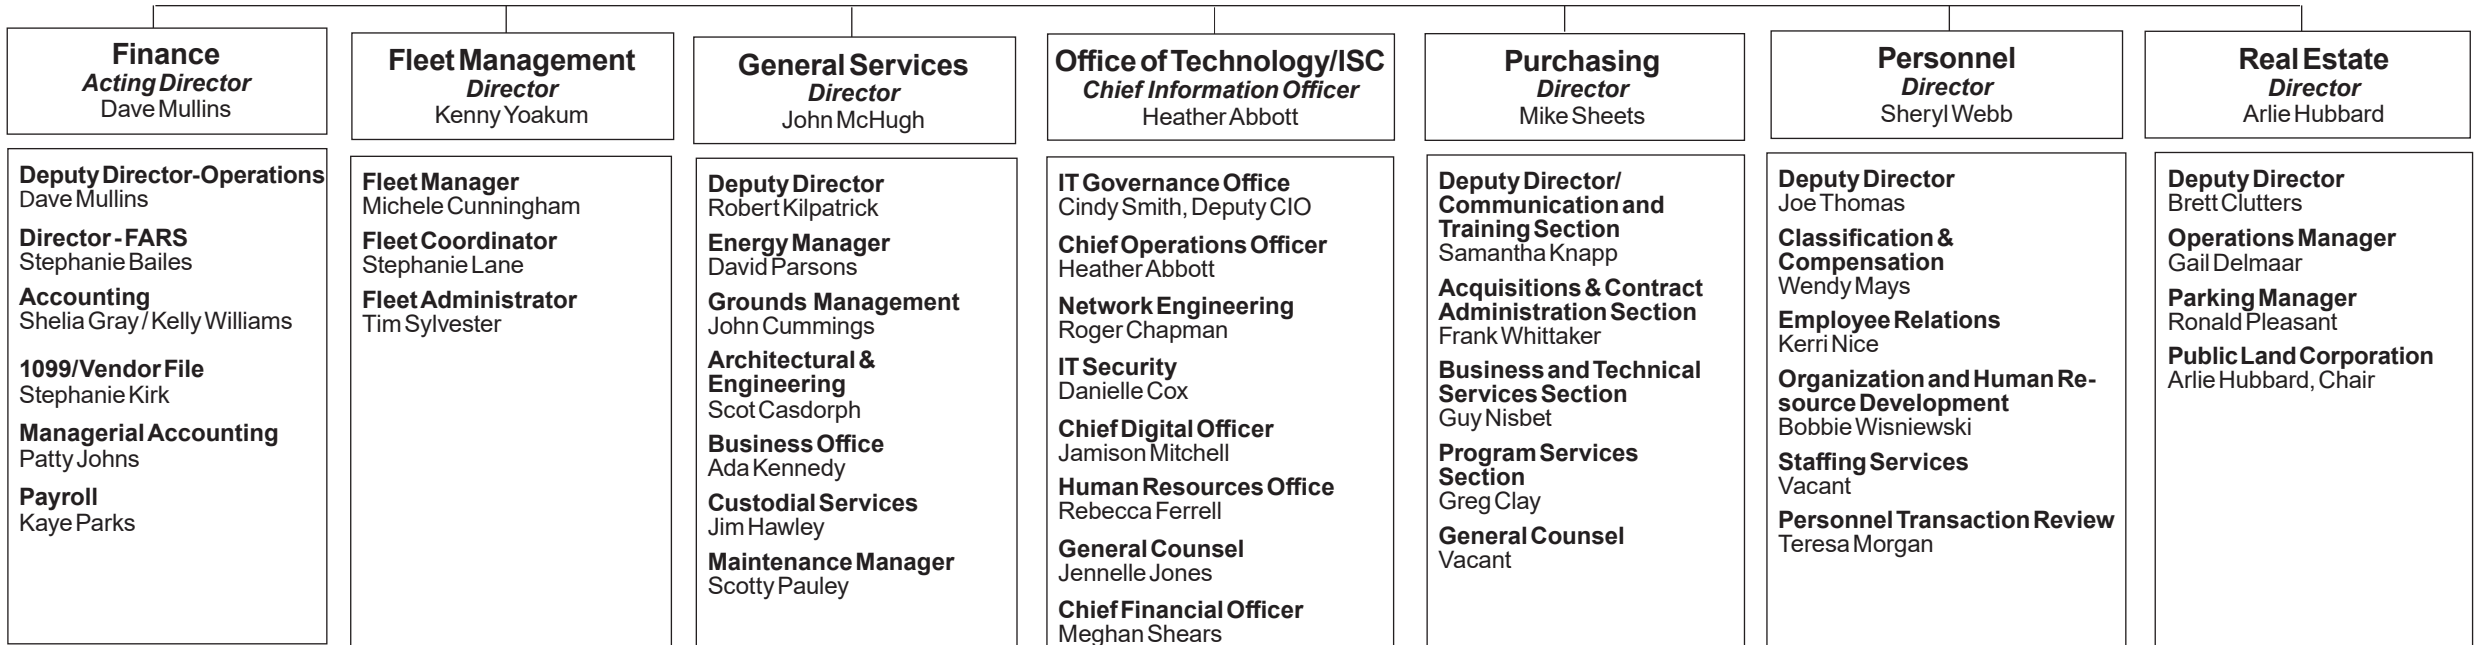 Finance
Acting Director
Dave Mullins
Deputy Director-Operations
Dave Mullins
Director - FARS
Stephanie Bailes
Accounting
Shelia Gray / Kelly Williams
1099/Vendor File
Stephanie Kirk
Managerial Accounting
Patty Johns
Payroll
Kaye Parks
Fleet Management
Director
Kenny Yoakum
Fleet Manager
Michele Cunningham
Fleet Coordinator
Stephanie Lane
Fleet Administrator
Tim Sylvester
General Services
Director
John McHugh
Deputy Director
Robert Kilpatrick
Energy Manager
David Parsons
Grounds Management
John Cummings
Architectural &
Engineering
Scot Casdorph
Business Office
Ada Kennedy
Custodial Services
Jim Hawley
Maintenance Manager
Scotty Pauley
Office of Technology/ISC
Chief Information Officer
Heather Abbott
IT Governance Office
Cindy Smith, Deputy CIO
Chief Operations Officer
Heather Abbott
Network Engineering
Roger Chapman
IT Security
Danielle Cox
Chief Digital Officer
Jamison Mitchell
Human Resources Office
Rebecca Ferrell
General Counsel
Jennelle Jones
Chief Financial Officer
Meghan Shears
Purchasing
Director
Mike Sheets
Deputy Director/
Communication and
Training Section
Samantha Knapp
Acquisitions & Contract
Administration Section
Frank Whittaker
Business and Technical
Services Section
Guy Nisbet
Program Services
Section
Greg Clay
General Counsel
Vacant
Personnel
Director
Sheryl Webb
Deputy Director
Joe Thomas
Classification &
Compensation
Wendy Mays
Employee Relations
Kerri Nice
Organization and Human Re-
source Development
Bobbie Wisniewski
Staffing Services
Vacant
Personnel Transaction Review
Teresa Morgan
Real Estate
Director
Arlie Hubbard
Deputy Director
Brett Clutters
Operations Manager
Gail Delmaar
Parking Manager
Ronald Pleasant
Public Land Corporation
Arlie Hubbard, Chair